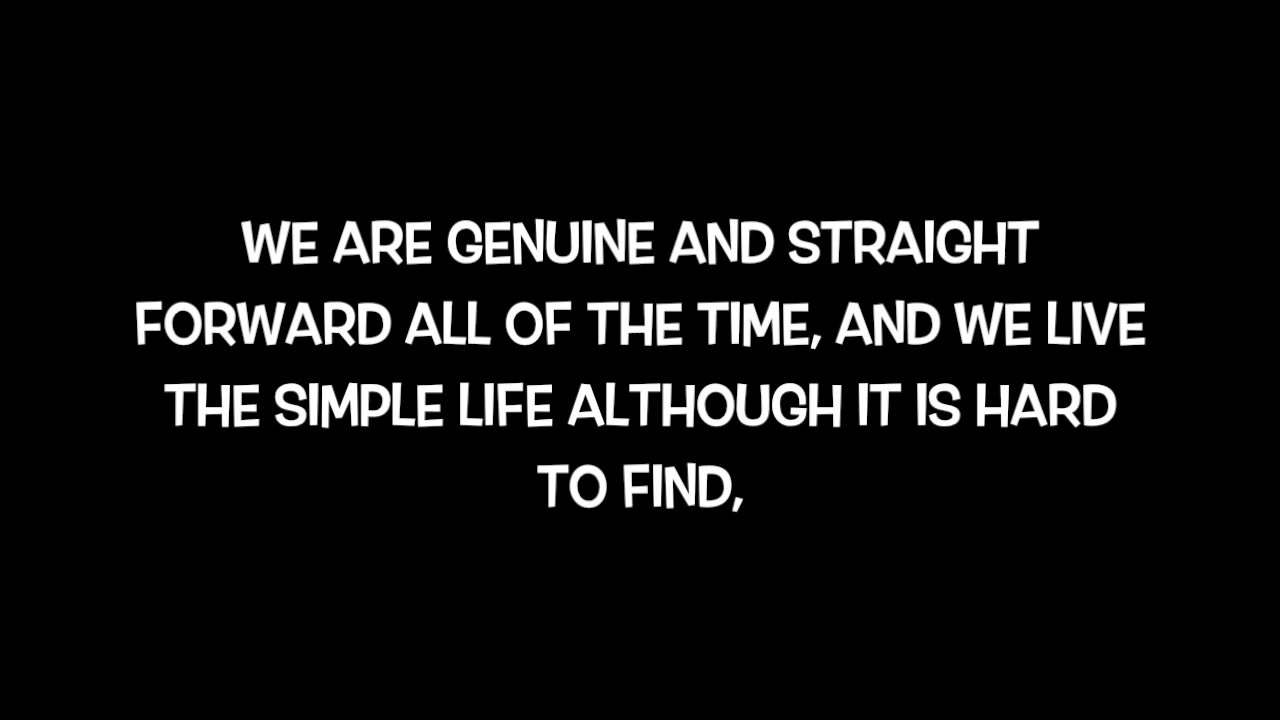 WE ARE GENUINE AND STRAIGHT
FORWARD ALL OF THE TIME, AND WE LIVE
THE SIMPLE LIFE ALTHOUGH IT IS HARD
TO FIND,